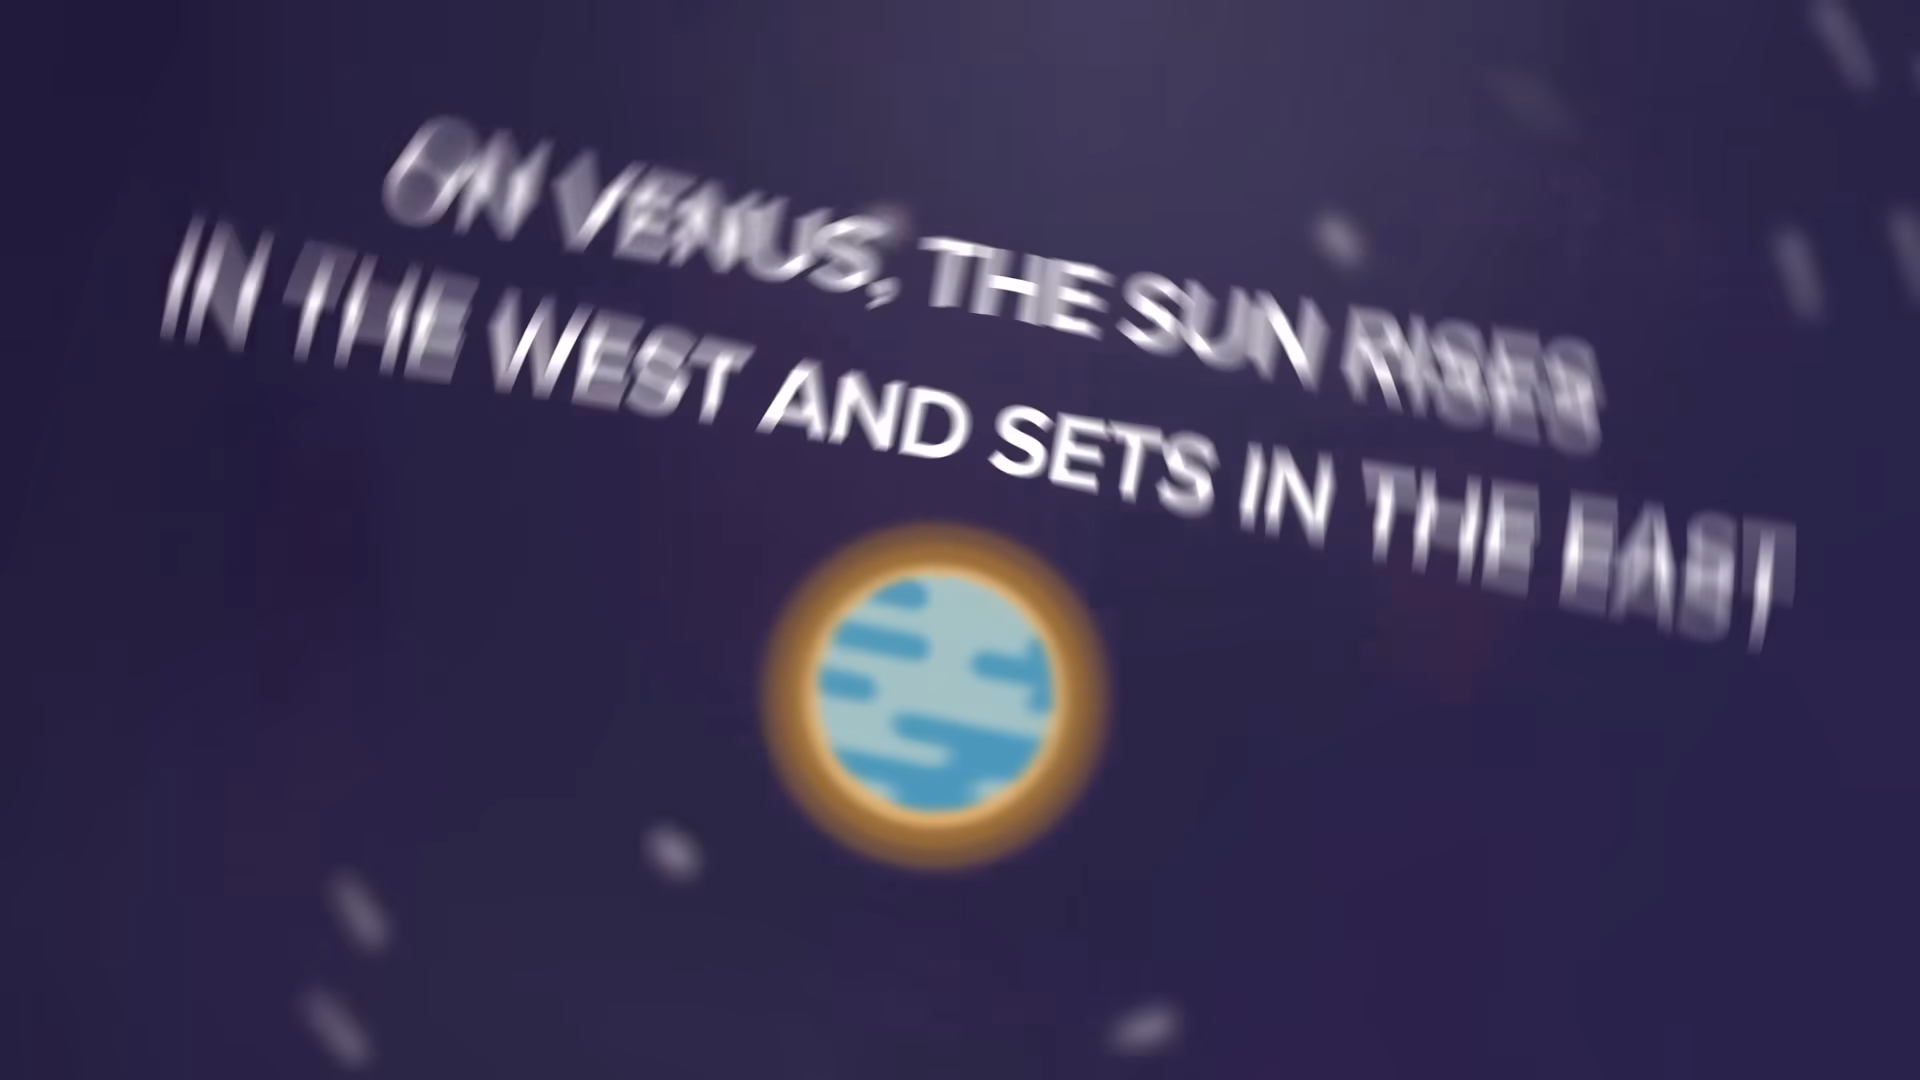 ON VENUS, THE SUN RISES
IN THE WEST AND SETS IN THE EAST